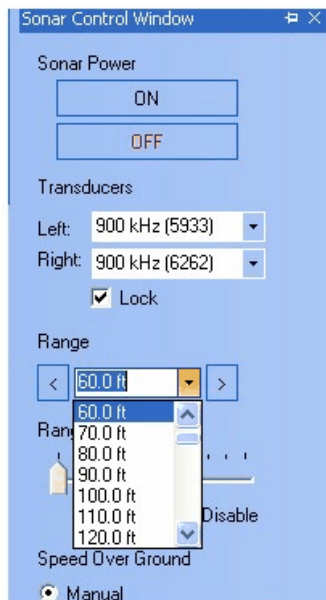 Sonar Control Window
Sonar Power
ON
OFF
Transducers
Left: 900 kHz (5933)
Right: 900 kHz (6262)
Lock
Range
< 60.0 ft >
60.0 ft
Rang
70.0 ft
80.0 ft
90.0 ft
100.0 ft
110.0 ft
Disable
120.0 ft
Speed Over Ground
Manual